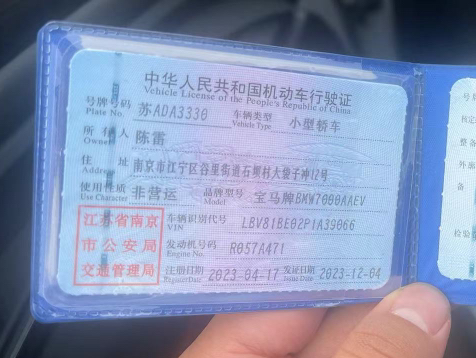 中华人民共和国机动车行驶证
Vehicle License of the People's Republic of China
号牌号码 苏ADA3330 车辆类型 小型轿车
Plate No. Vehicle Type
所有人 陈雷
Owner
住址 南京市江宁区谷里街道石坝村大袋子神12号
Address
使用性质 非营运 品牌型号 宝马牌BMW7000AAEV
Use Character
江苏省南京
市公安局
交通管理局
车辆识别代号 LBV81BE02P1A39066
VIN
发动机号码 R057A471
Engine No.
注册日期 2023-04-17 发证日期 2023-12-04
Register Date Issue Date